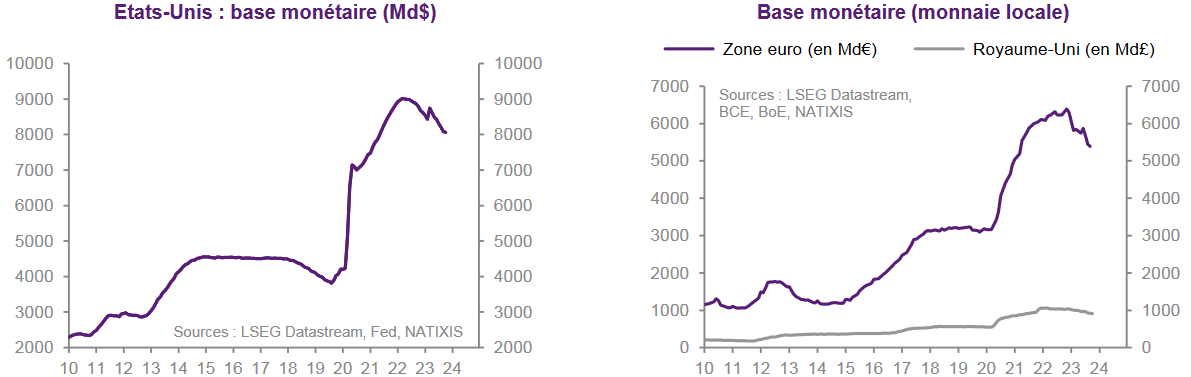 Etats-Unis : base monétaire (Md$)
10000 10000
9000 9000
8000 8000
7000 7000
6000 6000
5000 5000
4000 4000
3000 3000
Sources : LSEG Datastream, Fed, NATIXIS
2000 2000
10 11 12 13 14 15 16 17 18 19 20 21 22 23 24
Base monétaire (monnaie locale)
Zone euro (en Md€) Royaume-Uni (en Md£)
7000 7000
Sources : LSEG Datastream,
BCE, BoE, NATIXIS
6000 6000
5000 5000
4000 4000
3000 3000
2000 2000
1000 1000
0 0
10 11 12 13 14 15 16 17 18 19 20 21 22 23 24